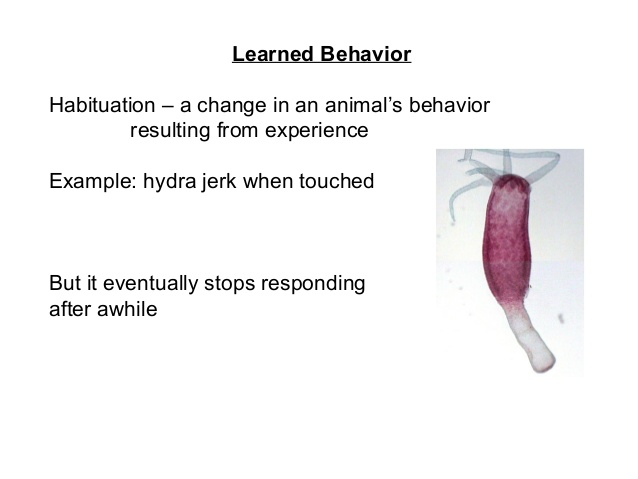 Learned Behavior
Habituation – a change in an animal’s behavior
resulting from experience
Example: hydra jerk when touched
But it eventually stops responding
after awhile